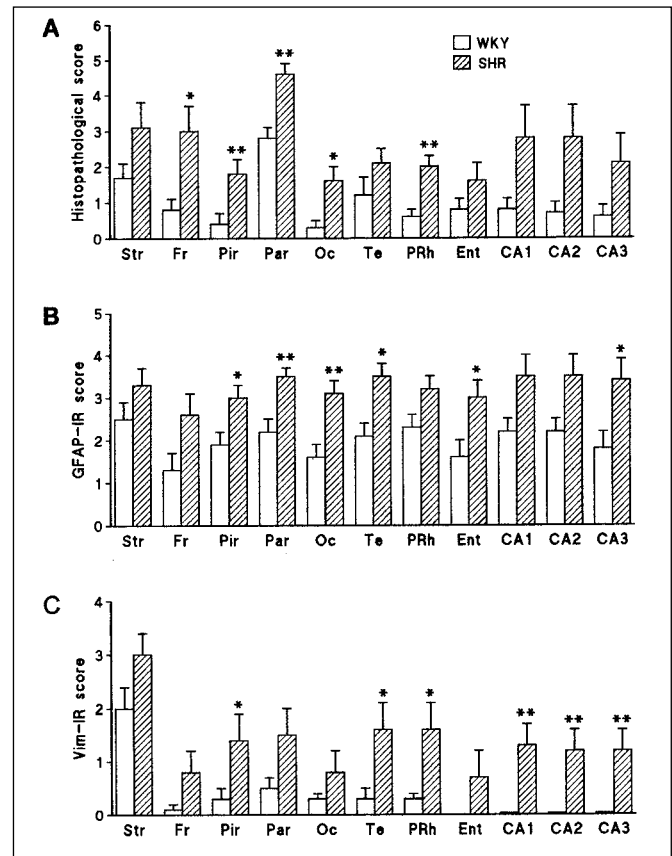 A
Histopathological score
6
5
4
3
2
1
0
WKY
SHR
* ** ** * **
Str Fr Pir Par Oc Te PRh Ent CA1 CA2 CA3
B
GFAP-IR score
5
4
3
2
1
0
* ** ** * * *
Str Fr Pir Par Oc Te PRh Ent CA1 CA2 CA3
C
Vim-IR score
4
3
2
1
0
* * * ** ** **
Str Fr Pir Par Oc Te PRh Ent CA1 CA2 CA3